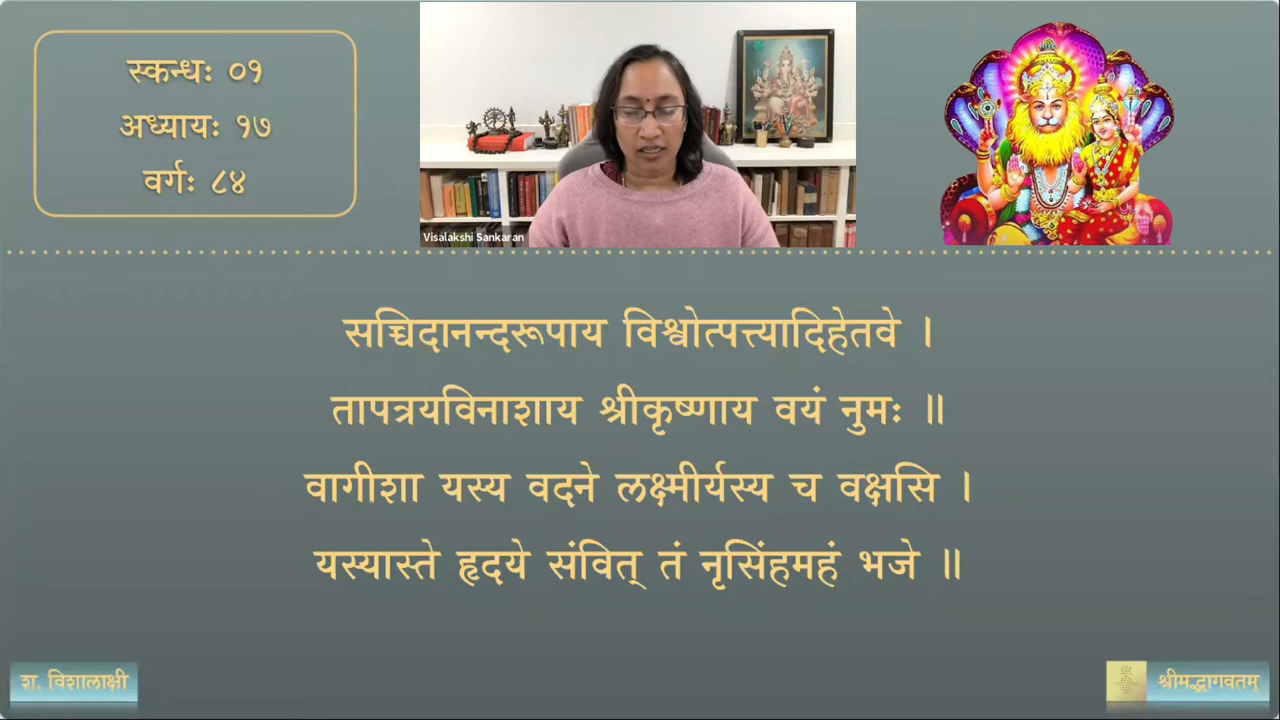 स्कन्धः ०१
अध्यायः १७
वर्गः ८४
Visalakshi Sankaran
सच्चिदानन्दरूपाय विश्वोत्पत्त्यादिहेतवे ।
तापत्रयविनाशाय श्रीकृष्णाय वयं नुमः ॥
वागीशा यस्य वदने लक्ष्मीर्यस्य च वक्षसि ।
यस्यास्ते हृदये संवित् तं नृसिंहमहं भजे ॥
श. विशालाक्षी
श्रीमद्भागवतम्